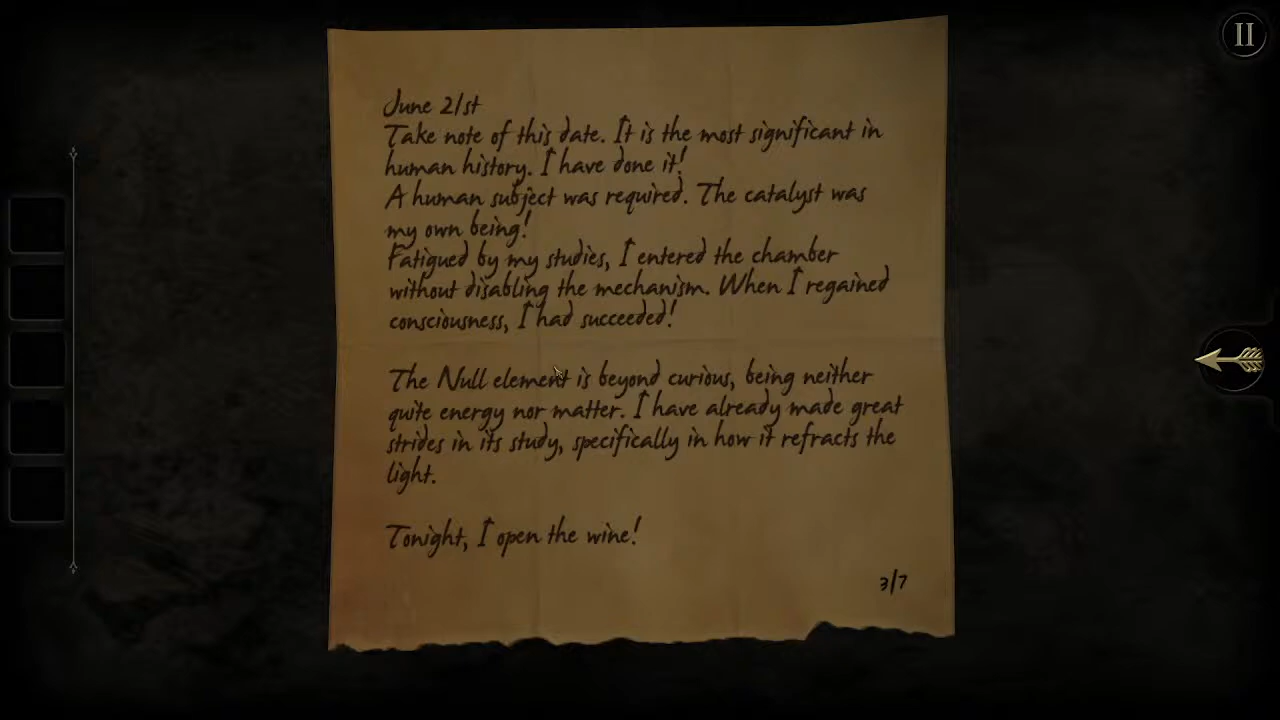 June 21st
Take note of this date. It is the most significant in
human history. I have done it!
A human subject was required. The catalyst was
my own being!
Fatigued by my studies, I entered the chamber
without disabling the mechanism. When I regained
consciousness, I had succeeded!
The Null element is beyond curious, being neither
quite energy nor matter. I have already made great
strides in its study, specifically in how it refracts the
light.
Tonight, I open the wine!
3/7